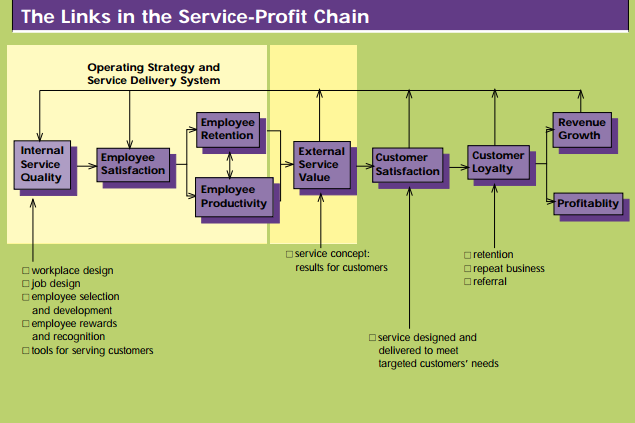 The Links in the Service-Profit Chain
Operating Strategy and
Service Delivery System
Internal
Service
Quality
Employee
Satisfaction
Employee
Retention
Employee
Productivity
External
Service
Value
Customer
Satisfaction
Customer
Loyalty
Revenue
Growth
Profitablity
□ workplace design
□ job design
□ employee selection
and development
□ employee rewards
and recognition
□ tools for serving customers
□ service concept:
results for customers
□ service designed and
delivered to meet
targeted customers' needs
□ retention
□ repeat business
□ referral